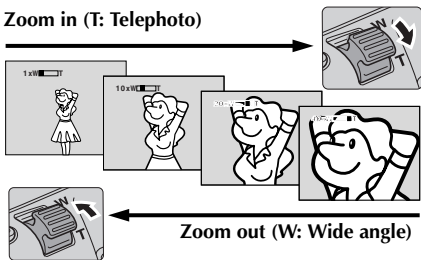 Zoom in (T: Telephoto)
W
T
1xW T
10xW T
W T
W T
Zoom out (W: Wide angle)